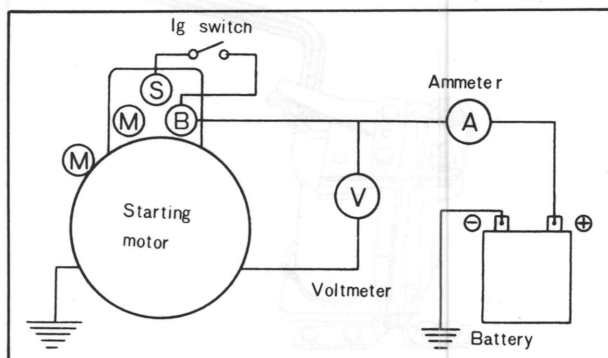 Ig switch
S
M
B
M
Ammeter
A
V
Starting
motor
Voltmeter
⊖
⊕
Battery